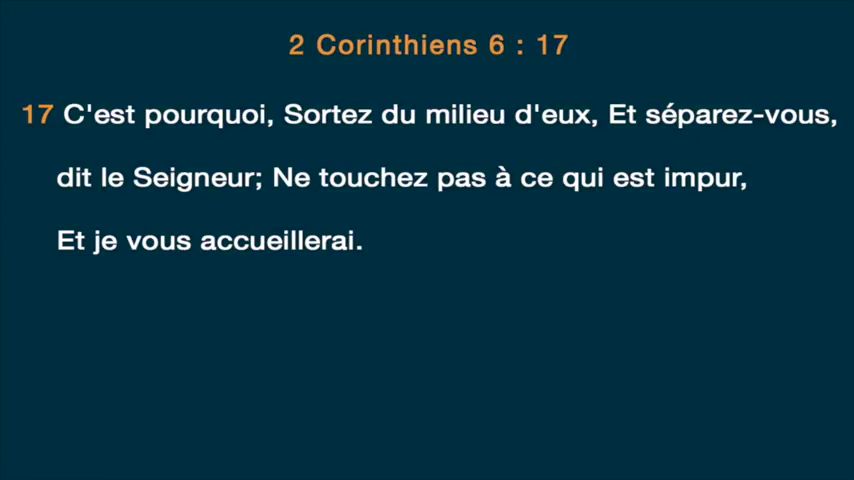 2 Corinthiens 6 : 17
17 C'est pourquoi, Sortez du milieu d'eux, Et séparez-vous,
dit le Seigneur; Ne touchez pas à ce qui est impur,
Et je vous accueillerai.